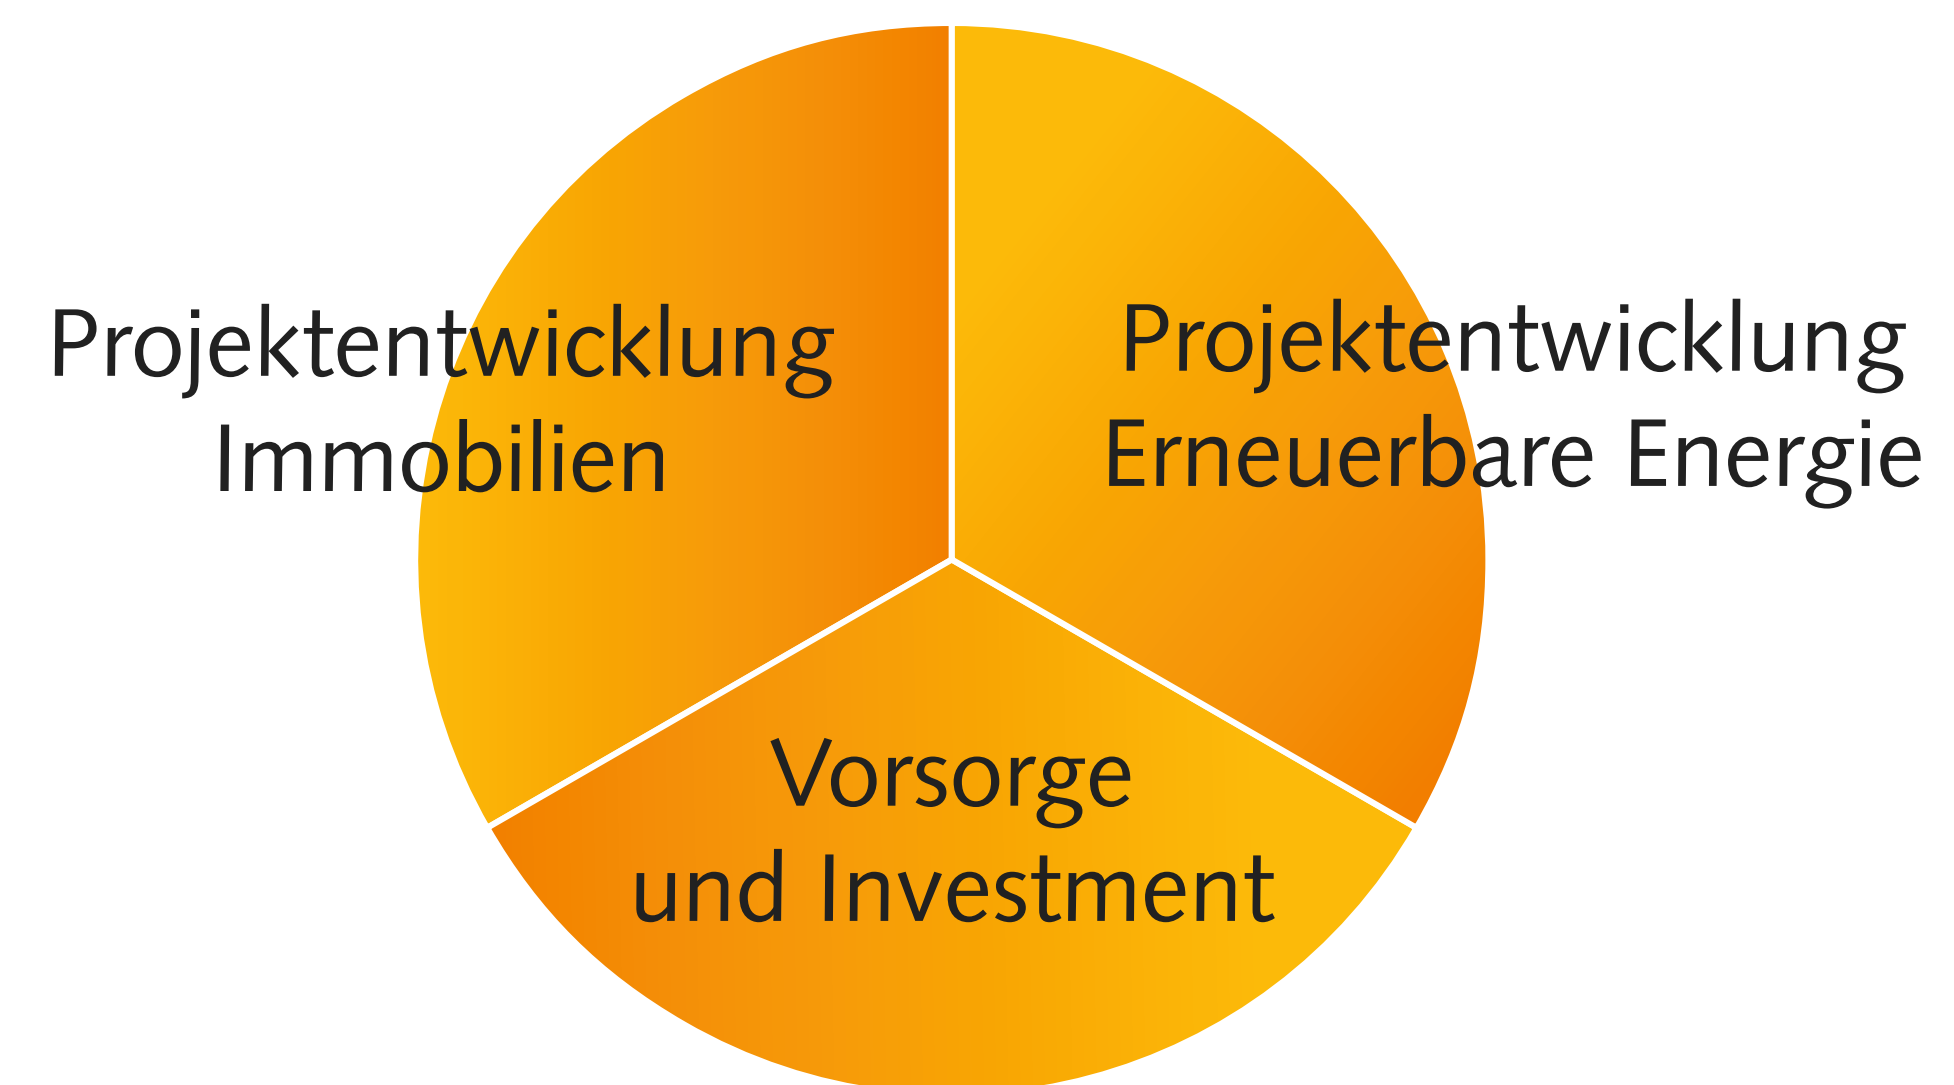 Projektentwicklung
Immobilien
Projektentwicklung
Erneuerbare Energie
Vorsorge
und Investment